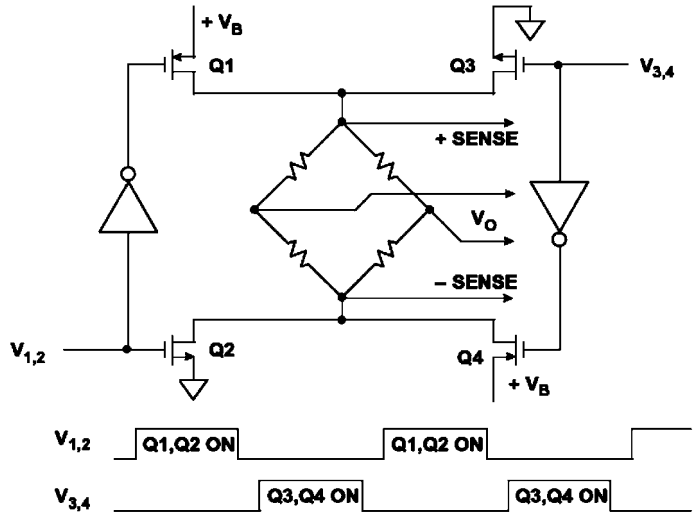 + VB
Q1
Q3
V3,4
+ SENSE
VO
– SENSE
V1,2
Q2
Q4
+ VB
V1,2
Q1,Q2 ON
Q1,Q2 ON
V3,4
Q3,Q4 ON
Q3,Q4 ON